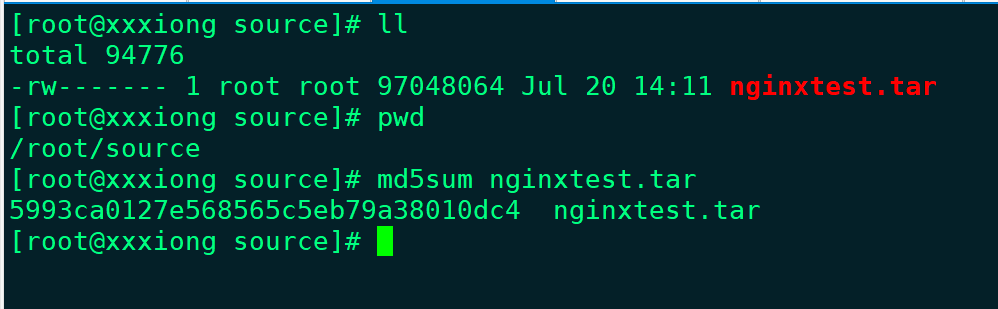 [root@xxxiong source]# ll
total 94776
-rw------- 1 root root 97048064 Jul 20 14:11 nginxtest.tar
[root@xxxiong source]# pwd
/root/source
[root@xxxiong source]# md5sum nginxtest.tar
5993ca0127e568565c5eb79a38010dc4  nginxtest.tar
[root@xxxiong source]#